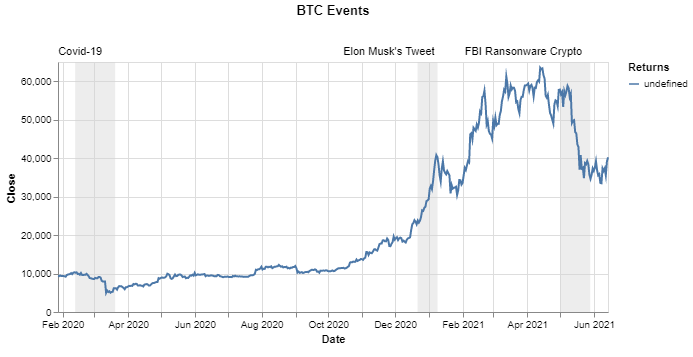 BTC Events
Covid-19
Elon Musk's Tweet
FBI Ransonware Crypto
Returns
undefined
60,000
50,000
40,000
30,000
20,000
10,000
0
Close
Feb 2020
Apr 2020
Jun 2020
Aug 2020
Oct 2020
Dec 2020
Feb 2021
Apr 2021
Jun 2021
Date